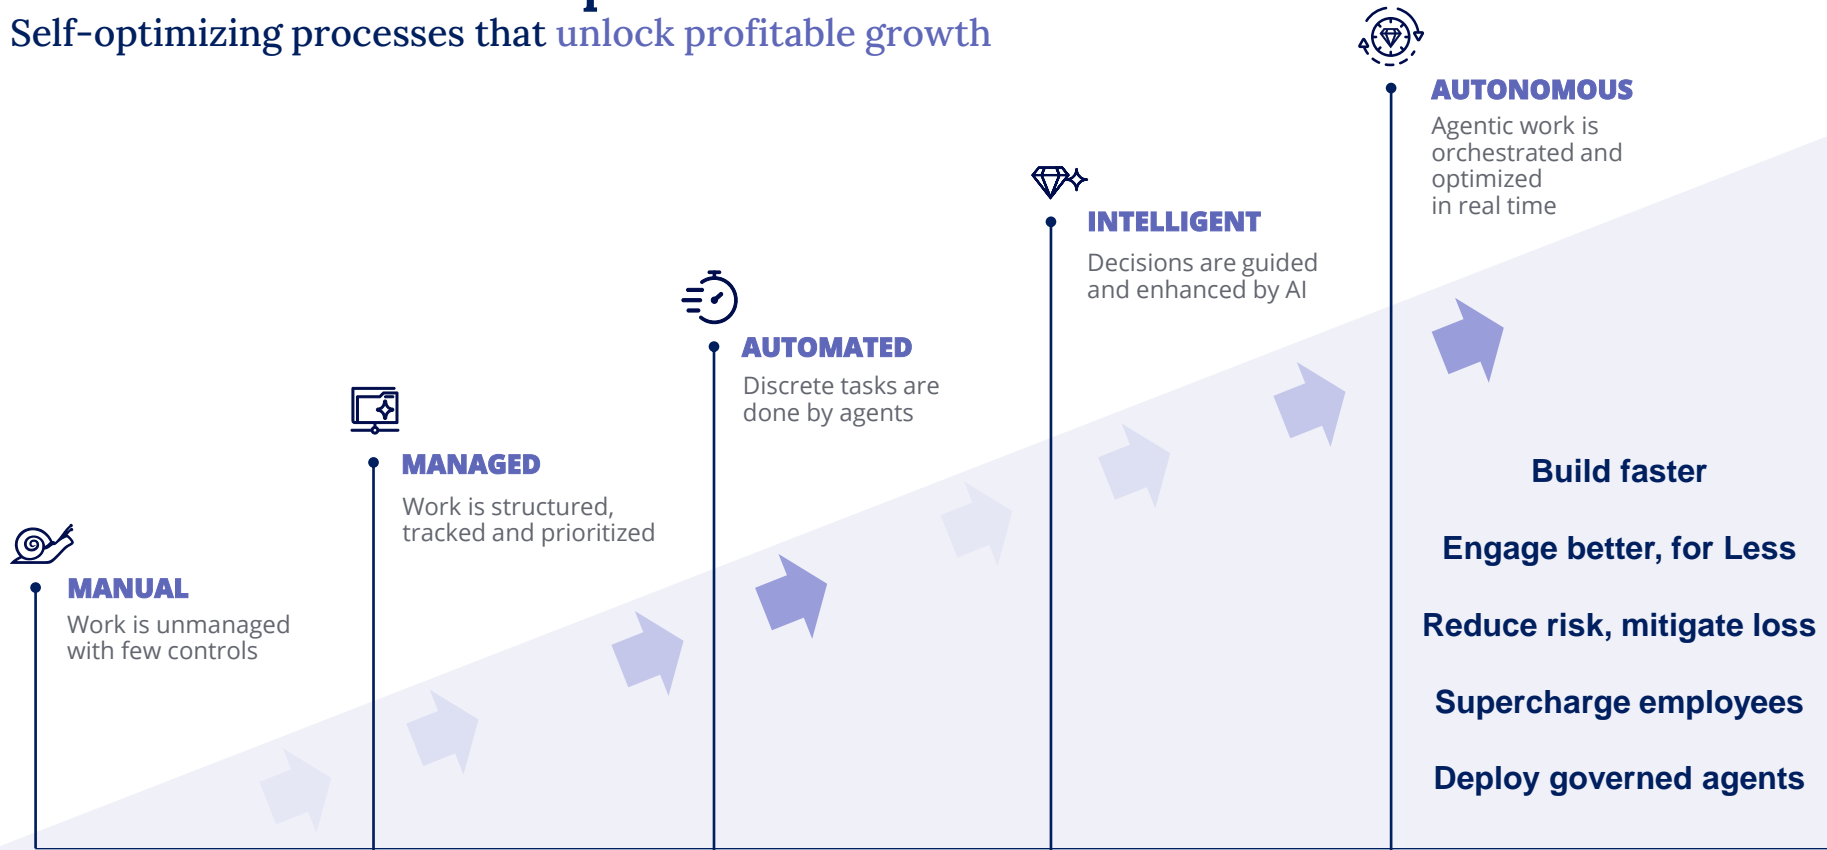 Self-optimizing processes that unlock profitable growth
MANUAL
Work is unmanaged
with few controls
MANAGED
Work is structured,
tracked and prioritized
AUTOMATED
Discrete tasks are
done by agents
INTELLIGENT
Decisions are guided
and enhanced by AI
AUTONOMOUS
Agentic work is
orchestrated and
optimized
in real time
Build faster
Engage better, for Less
Reduce risk, mitigate loss
Supercharge employees
Deploy governed agents